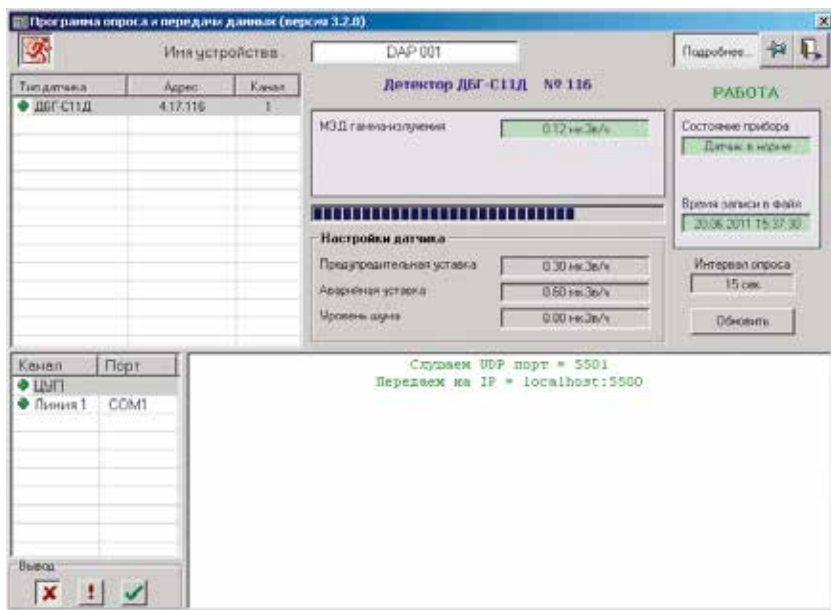 Программа опроса и передачи данных (версия 3.2.0)
Имя устройства
DAP 001
Подробнее...
Тип датчика Адрес Канал
ДБГ-С11Д 4.17.116 1
Детектор ДБГ-С11Д № 116
РАБОТА
МЭД гамма-излучения 0.12 мкЗв/ч
Состояние прибора
Датчик в норме
Время записи в файл
20.06.2011 15:37:30
Настройки датчика
Предупредительная уставка 0.30 мкЗв/ч
Аварийная уставка 0.60 мкЗв/ч
Уровень шума 0.00 мкЗв/ч
Интервал опроса
15 сек.
Обновить
Канал Порт
ЦУП
Линия 1 COM1
Слушаем UDP порт = 5501
Передаем на IP = localhost:5500
Вывод